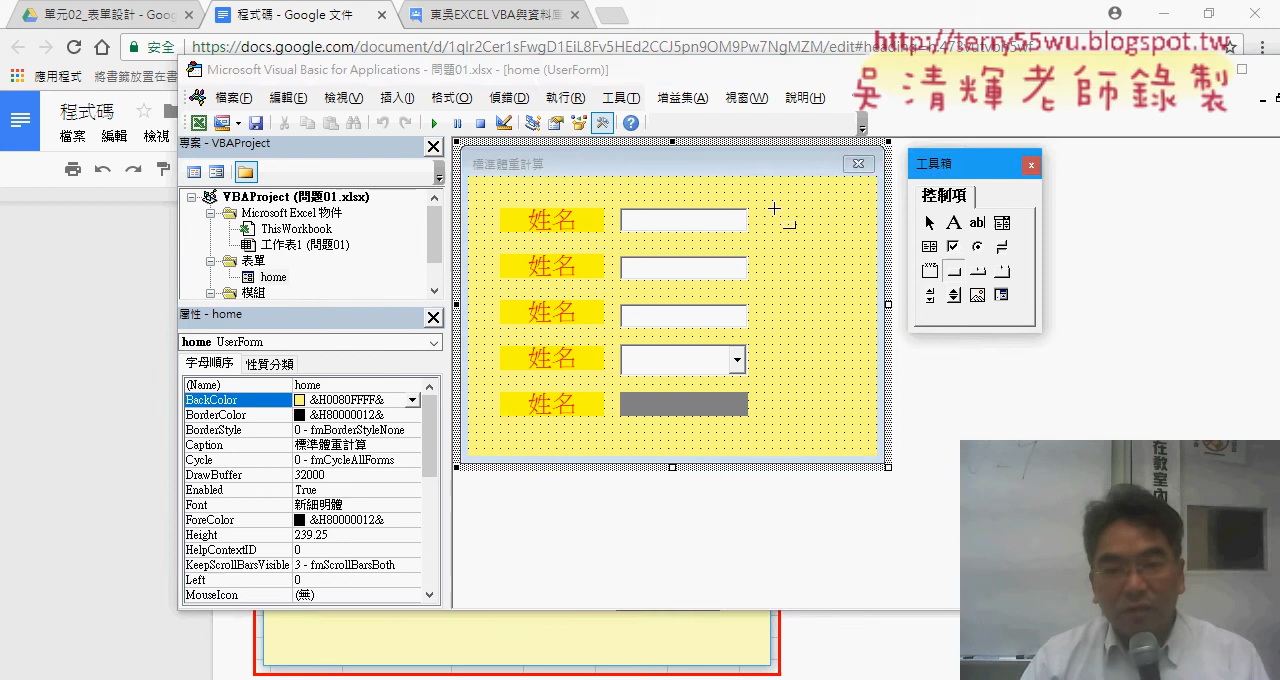 單元02_表單設計 - Goog
程式碼 - Google 文件
東吳EXCEL VBA與資料庫
安全
http://terry55wu.blogspot.tw
吳清輝老師錄製
應用程式
將書籤放置在書
程式碼
檔案 編輯 檢視
Microsoft Visual Basic for Applications - 問題01.xlsx - [home (UserForm)]
檔案(F) 編輯(E) 檢視(V) 插入(I) 格式(O) 偵錯(D) 執行(R) 工具(T) 增益集(A) 視窗(W) 說明(H)
專案 - VBAProject
VBAProject (問題01.xlsx)
Microsoft Excel 物件
ThisWorkbook
工作表1 (問題01)
表單
home
模組
屬性 - home
home UserForm
字母順序 性質分類
(Name) home
BackColor &H0080FFFF&
BorderColor &H80000012&
BorderStyle 0 - fmBorderStyleNone
Caption 標準體重計算
Cycle 0 - fmCycleAllForms
DrawBuffer 32000
Enabled True
Font 新細明體
ForeColor &H80000012&
Height 239.25
HelpContextID 0
KeepScrollBarsVisible 3 - fmScrollBarsBoth
Left 0
MouseIcon (無)
標準體重計算
姓名
姓名
姓名
姓名
姓名
工具箱
控制項
A abl
在教室內